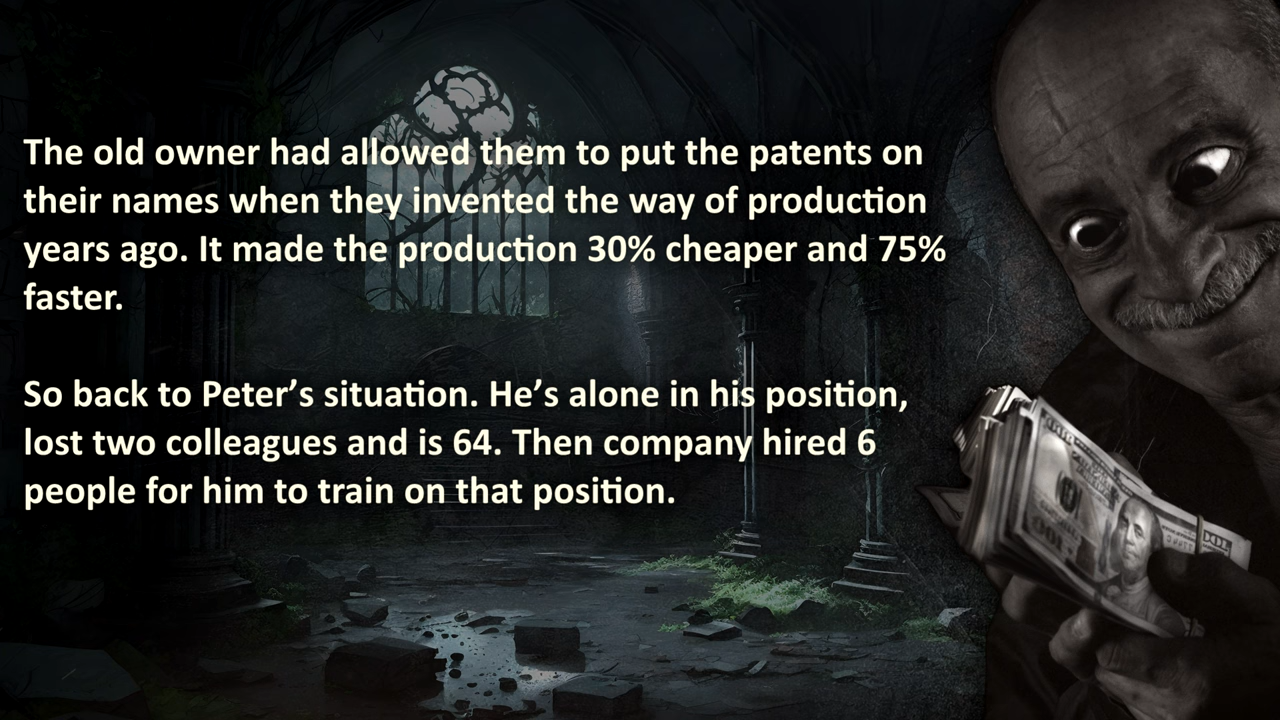 The old owner had allowed them to put the patents on
their names when they invented the way of production
years ago. It made the production 30% cheaper and 75%
faster.
So back to Peter’s situation. He’s alone in his position,
lost two colleagues and is 64. Then company hired 6
people for him to train on that position.